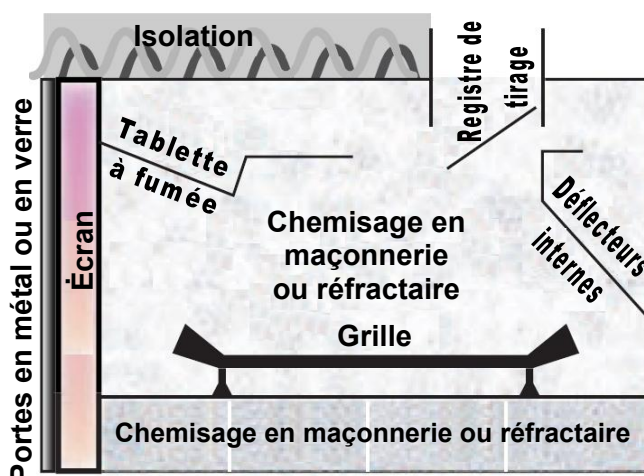 Isolation
Registre de
tirage
Portes en métal ou en verre
Écran
Tablette
à fumée
Chemisage en
maçonnerie
ou réfractaire
Déflecteurs
internes
Grille
Chemisage en maçonnerie ou réfractaire